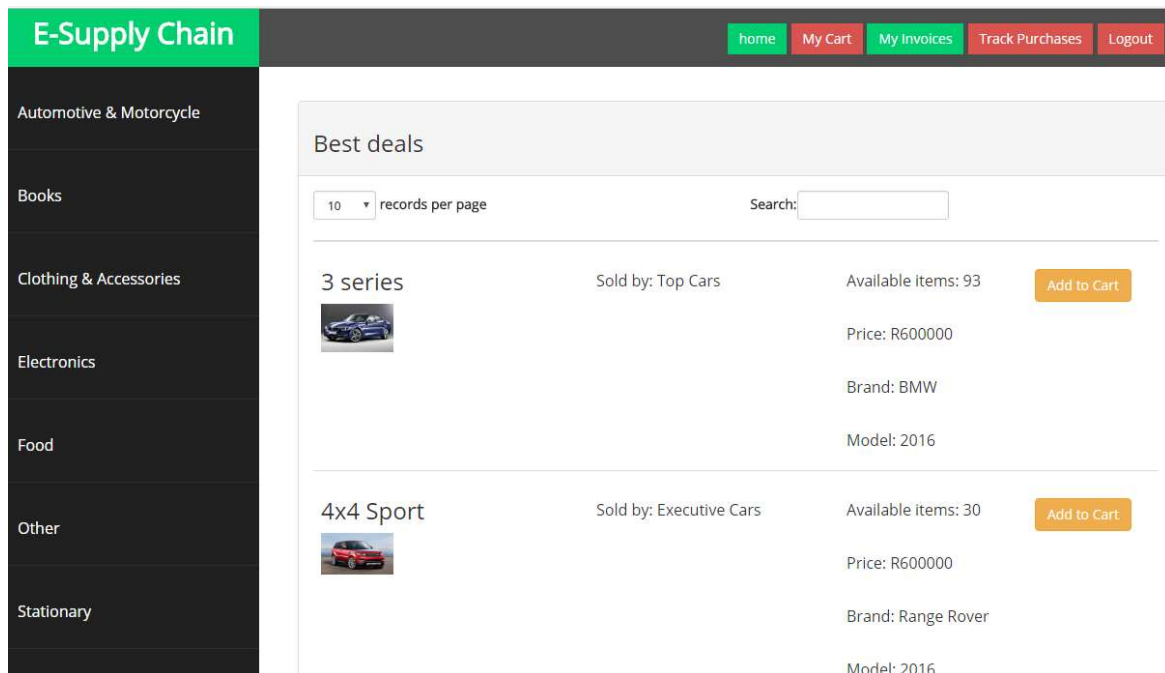 E-Supply Chain
home
My Cart
My Invoices
Track Purchases
Logout
Automotive & Motorcycle
Books
Clothing & Accessories
Electronics
Food
Other
Stationary
Best deals
10 records per page
Search:
3 series
Sold by: Top Cars
Available items: 93
Add to Cart
Price: R600000
Brand: BMW
Model: 2016
4x4 Sport
Sold by: Executive Cars
Available items: 30
Add to Cart
Price: R600000
Brand: Range Rover
Model: 2016